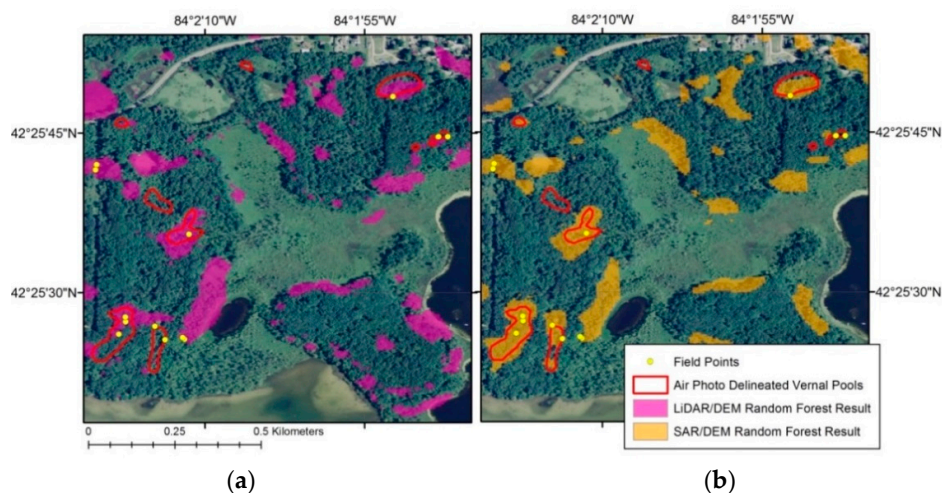 84°2'10"W
84°1'55"W
84°2'10"W
84°1'55"W
(a)
(b)
42°25'45"N
42°25'45"N
42°25'30"N
42°25'30"N
Field Points
Air Photo Delineated Vernal Pools
LiDAR/DEM Random Forest Result
SAR/DEM Random Forest Result
0 0.25 0.5 Kilometers
(a)
(b)